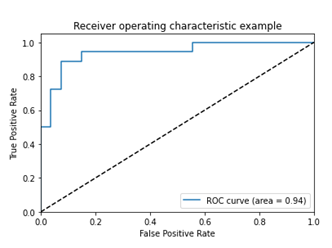 Receiver operating characteristic example
1.0
0.8
0.6
0.4
0.2
0.0
True Positive Rate
ROC curve (area = 0.94)
0.0 0.2 0.4 0.6 0.8 1.0
False Positive Rate